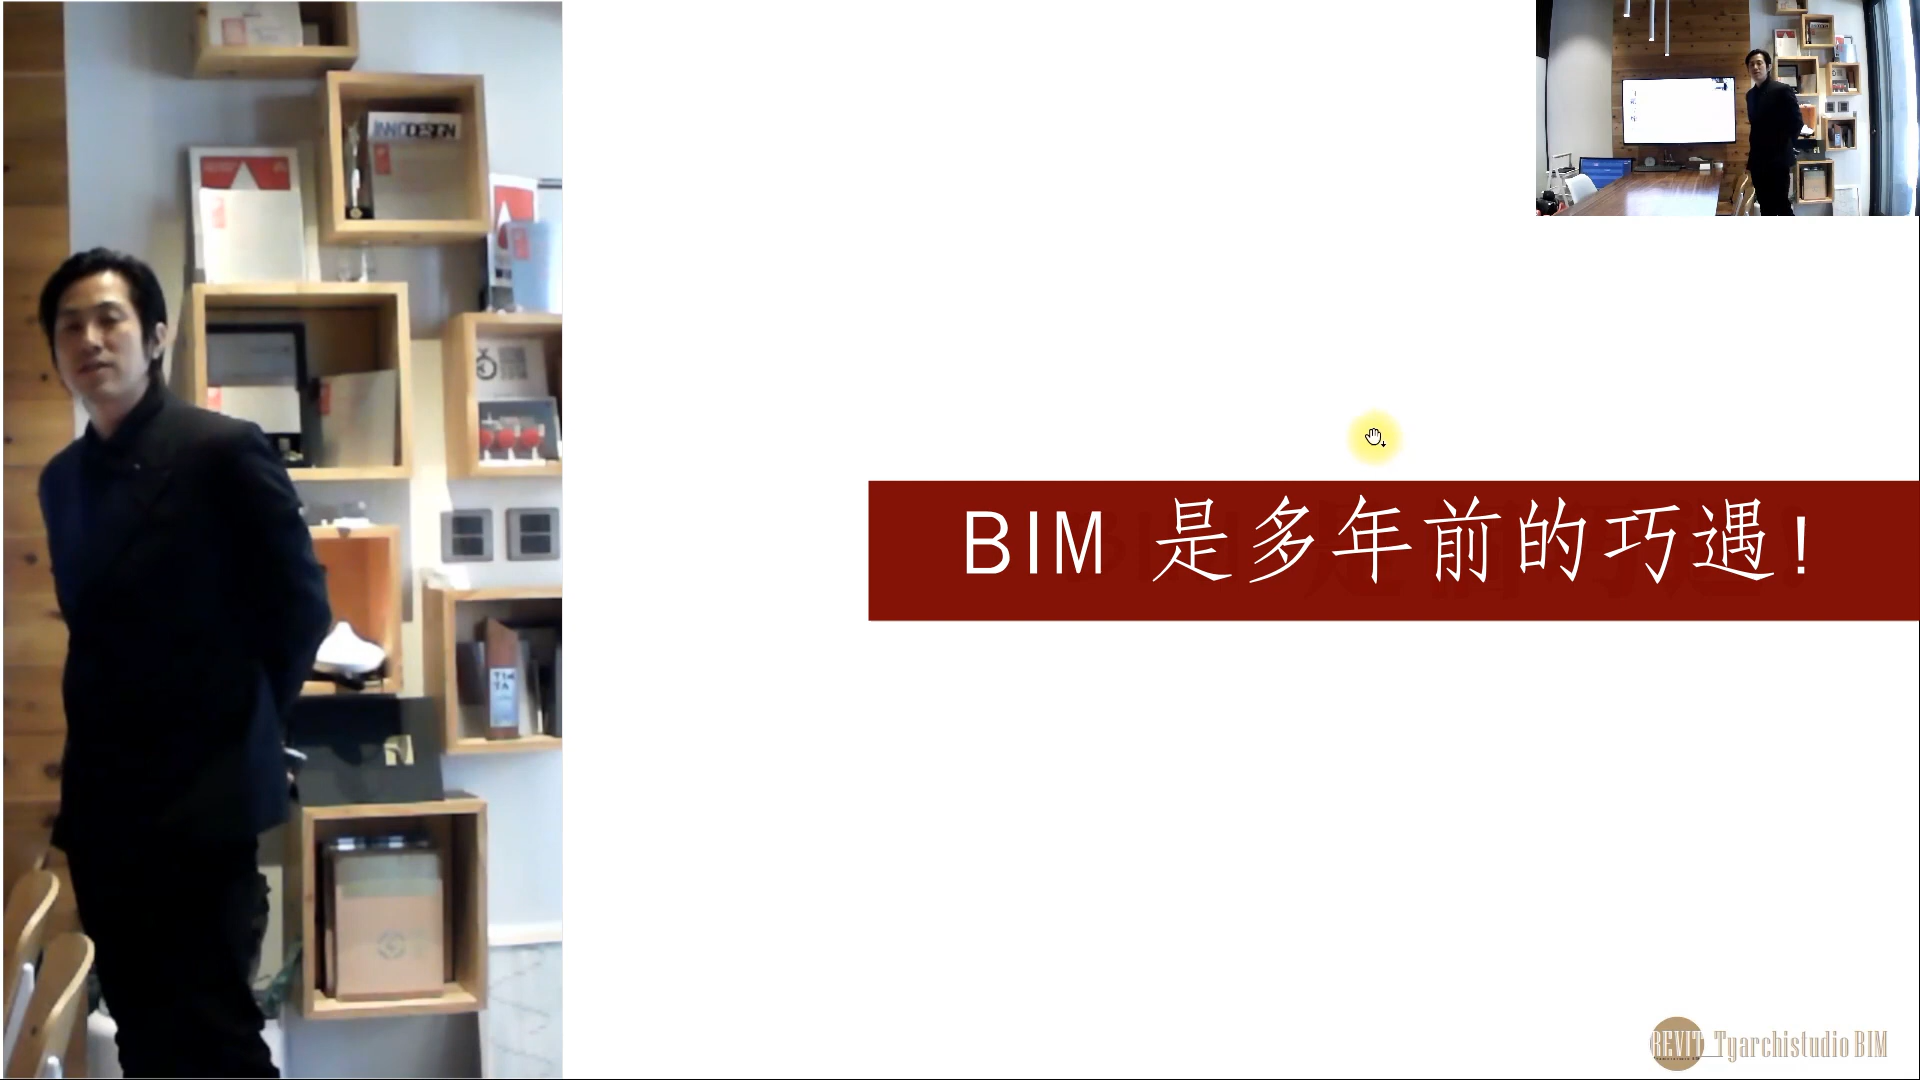 INNODESIGN
BIM 是多年前的巧遇!
REVIT Tyarchistudio BIM